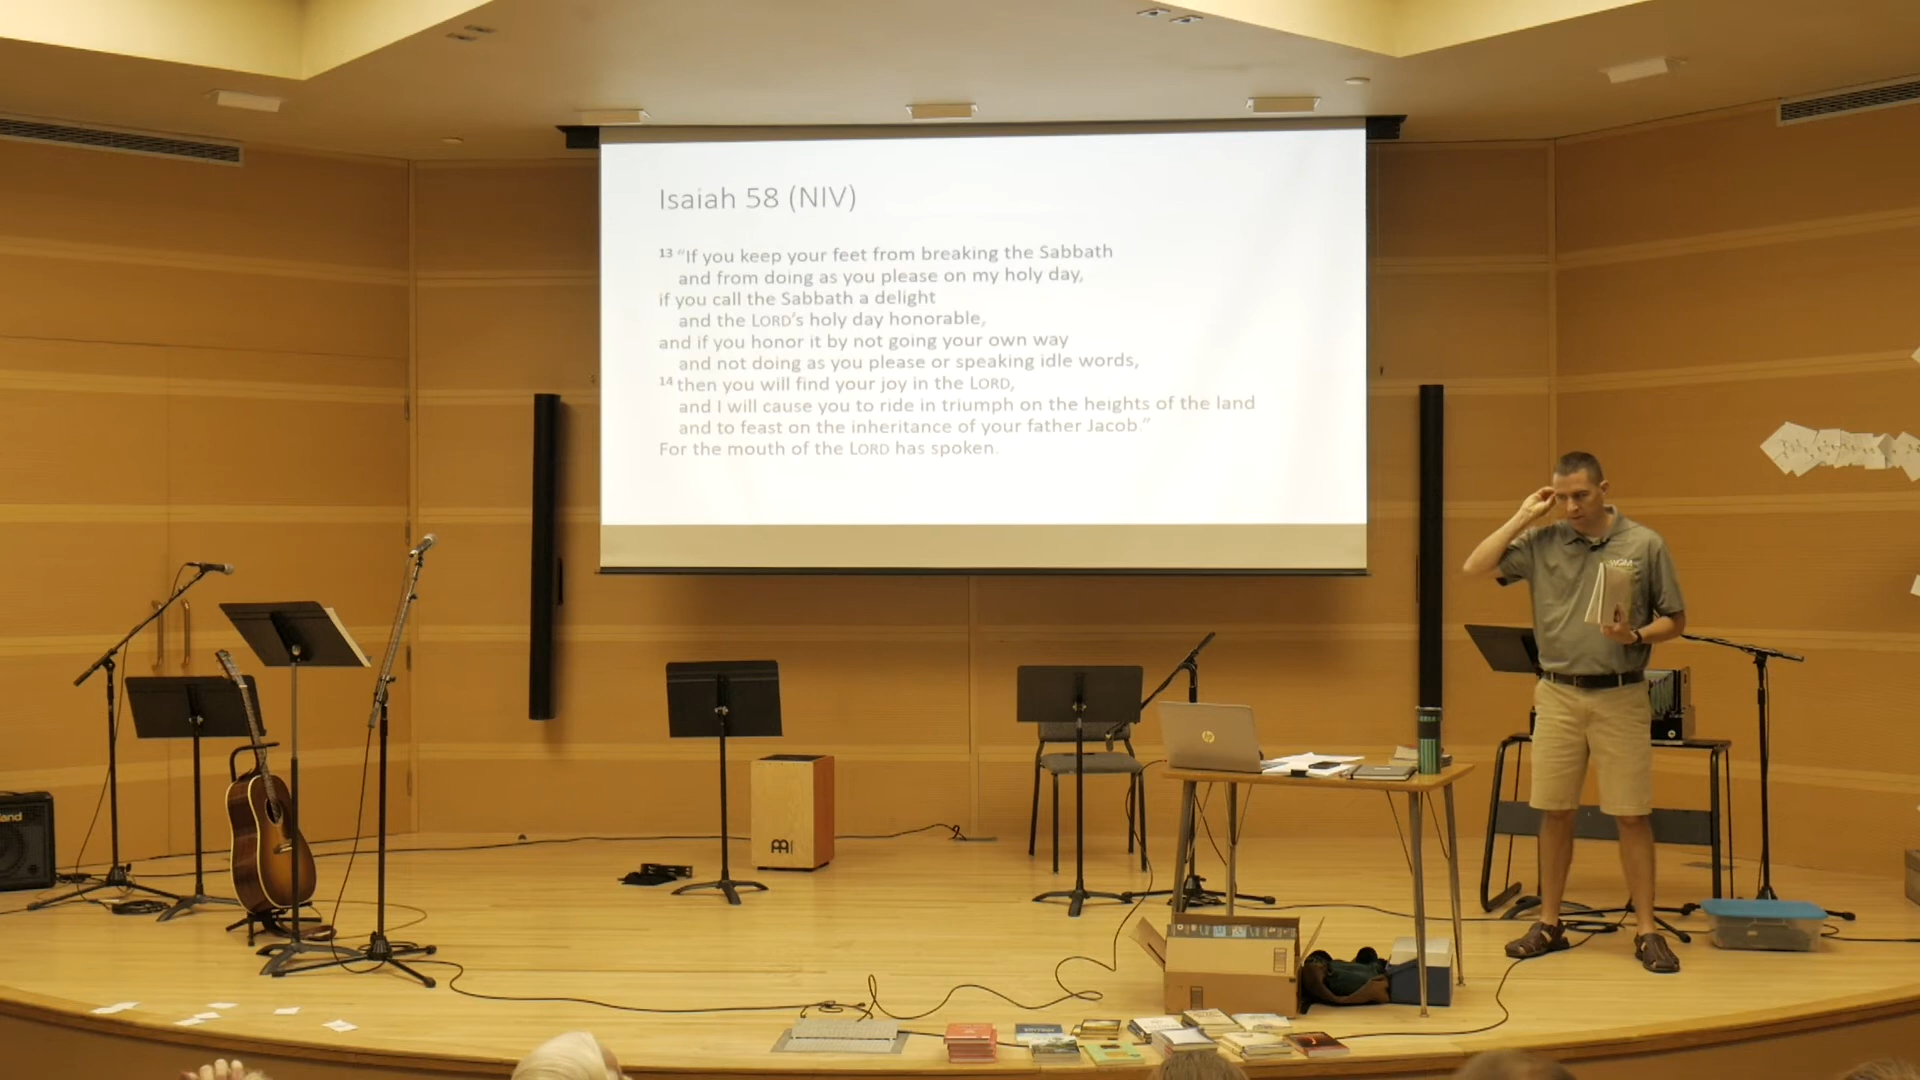 Isaiah 58 (NIV)
13 “If you keep your feet from breaking the Sabbath
and from doing as you please on my holy day,
if you call the Sabbath a delight
and the LORD’s holy day honorable,
and if you honor it by not going your own way
and not doing as you please or speaking idle words,
14 then you will find your joy in the LORD,
and I will cause you to ride in triumph on the heights of the land
and to feast on the inheritance of your father Jacob.”
For the mouth of the LORD has spoken.
WGM
hp
land